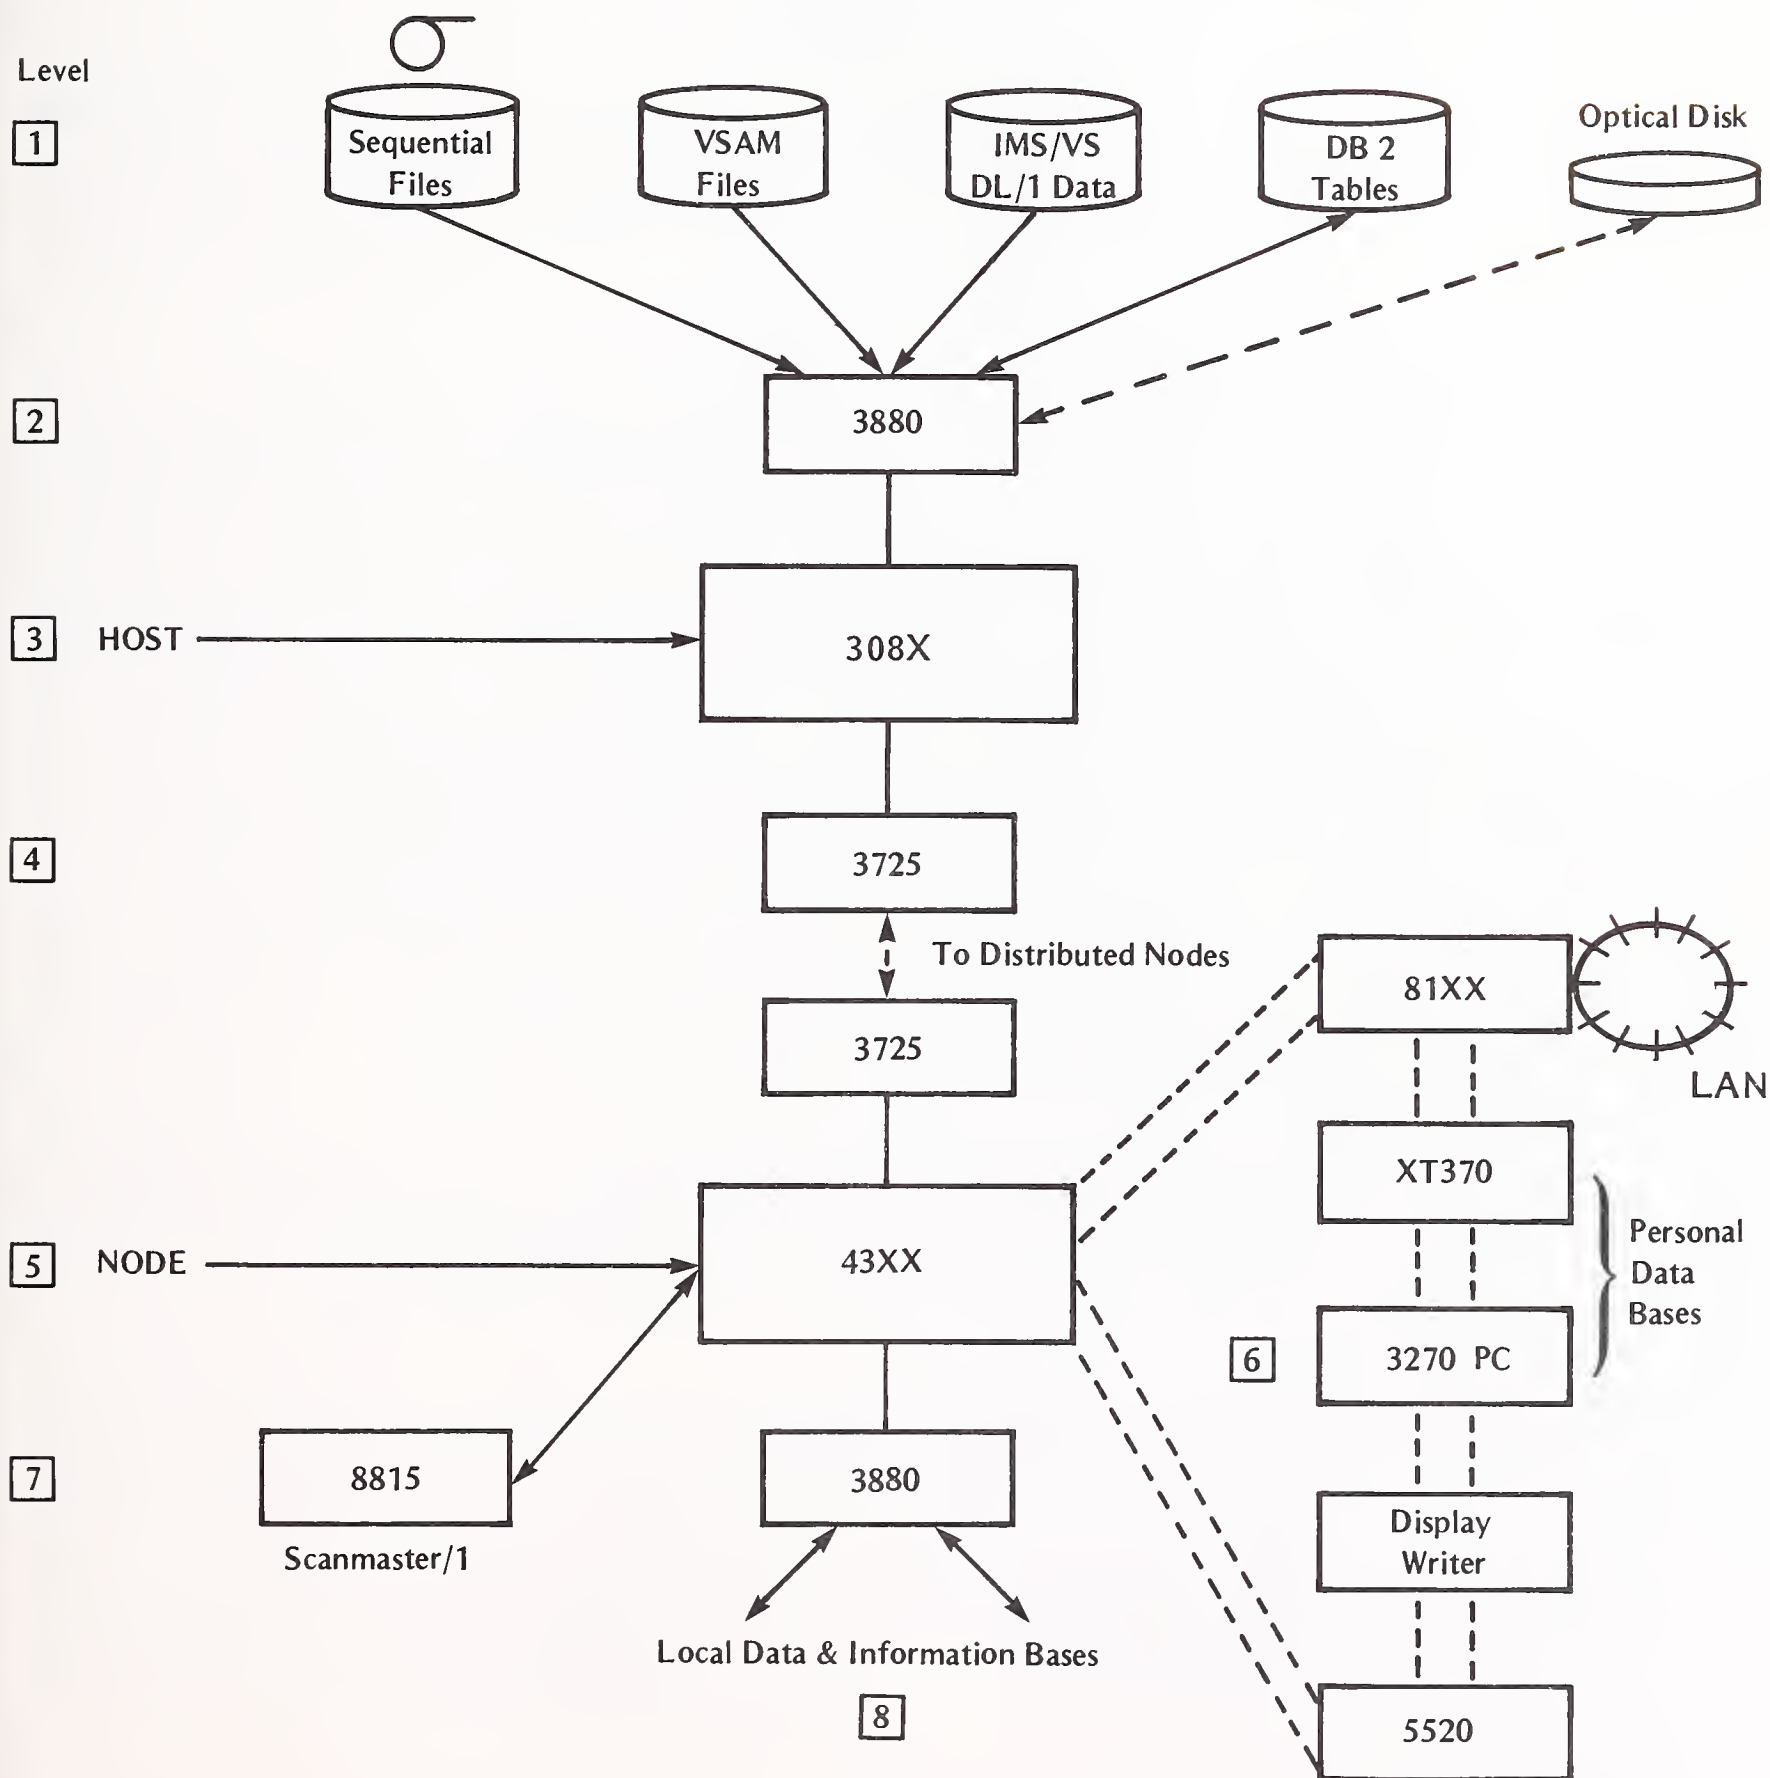 Level
1
Sequential
Files
VSAM
Files
IMS/VS
DL/1 Data
DB 2
Tables
Optical Disk
2
3880
3
HOST
308X
4
3725
To Distributed Nodes
3725
81XX
LAN
XT370
Personal
Data
Bases
5
NODE
43XX
6
3270 PC
7
8815
Scanmaster/1
3880
Display
Writer
Local Data & Information Bases
8
5520